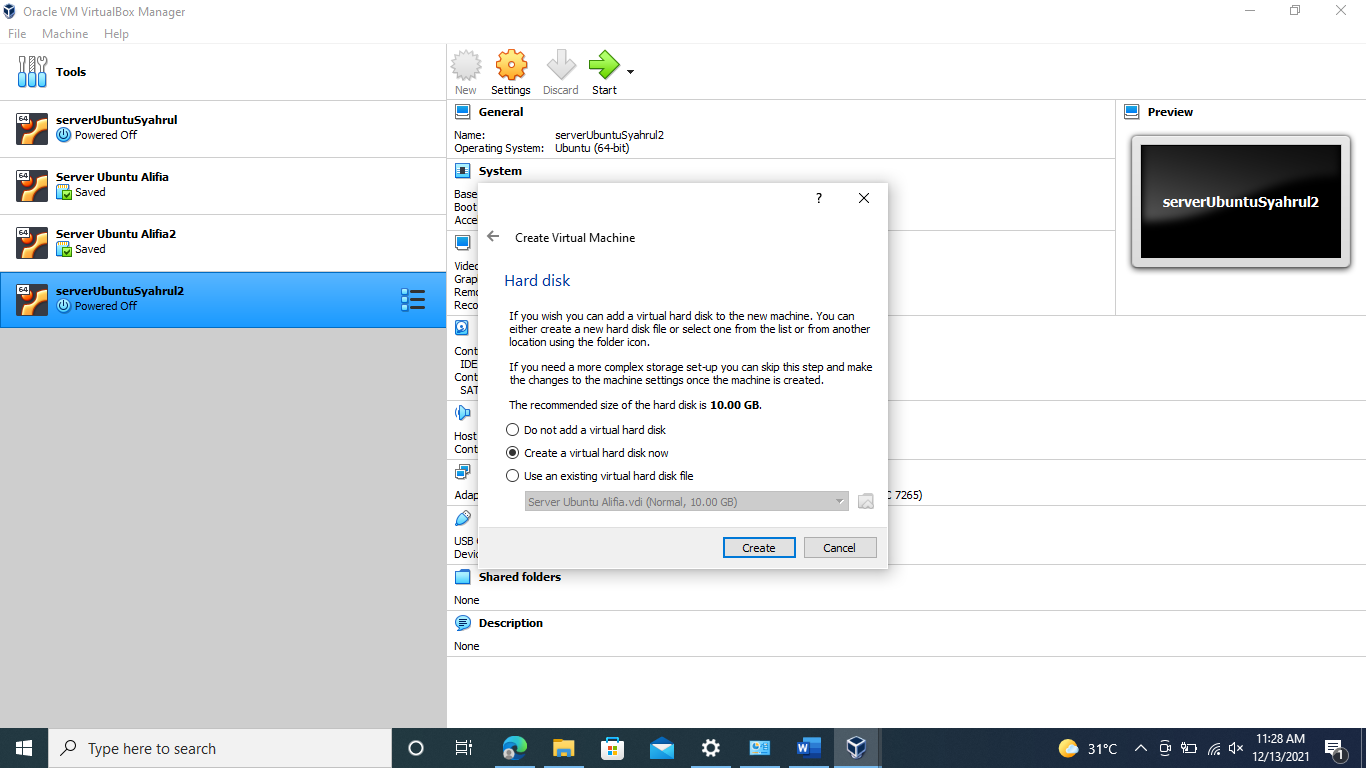 Oracle VM VirtualBox Manager
File Machine Help
Tools
64
serverUbuntuSyahrul
Powered Off
64
Server Ubuntu Alifia
Saved
64
Server Ubuntu Alifia2
Saved
64
serverUbuntuSyahrul2
Powered Off
New Settings Discard Start
General
Name: serverUbuntuSyahrul2
Operating System: Ubuntu (64-bit)
System
Base
Boot
Acce
Video
Grap
Remo
Reco
Cont
IDE
Cont
SAT
Host
Cont
Adap
C 7265)
USB C
Devic
Shared folders
None
Description
None
Preview
serverUbuntuSyahrul2
?
Create Virtual Machine
Hard disk
If you wish you can add a virtual hard disk to the new machine. You can
either create a new hard disk file or select one from the list or from another
location using the folder icon.
If you need a more complex storage set-up you can skip this step and make
the changes to the machine settings once the machine is created.
The recommended size of the hard disk is 10.00 GB.
Do not add a virtual hard disk
Create a virtual hard disk now
Use an existing virtual hard disk file
Server Ubuntu Alifia.vdi (Normal, 10.00 GB)
Create Cancel
Type here to search
31°C
11:28 AM
12/13/2021
1